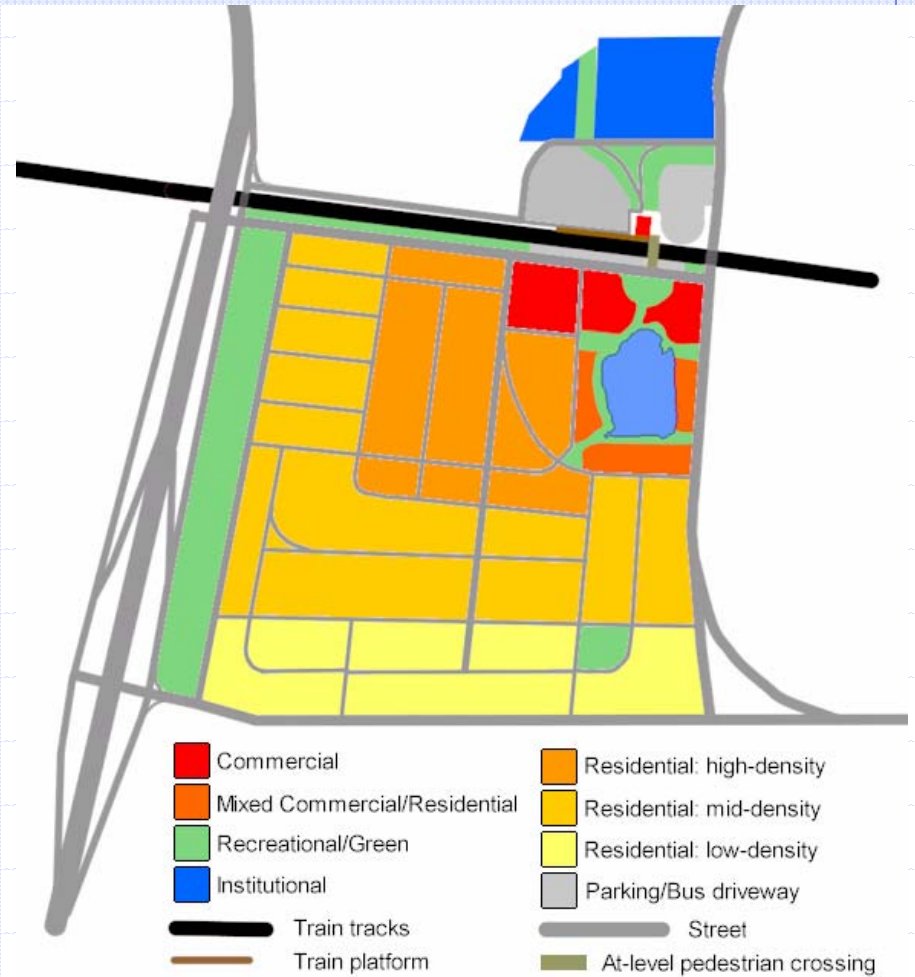 Commercial
Mixed Commercial/Residential
Recreational/Green
Institutional
Train tracks
Train platform
Residential: high-density
Residential: mid-density
Residential: low-density
Parking/Bus driveway
Street
At-level pedestrian crossing